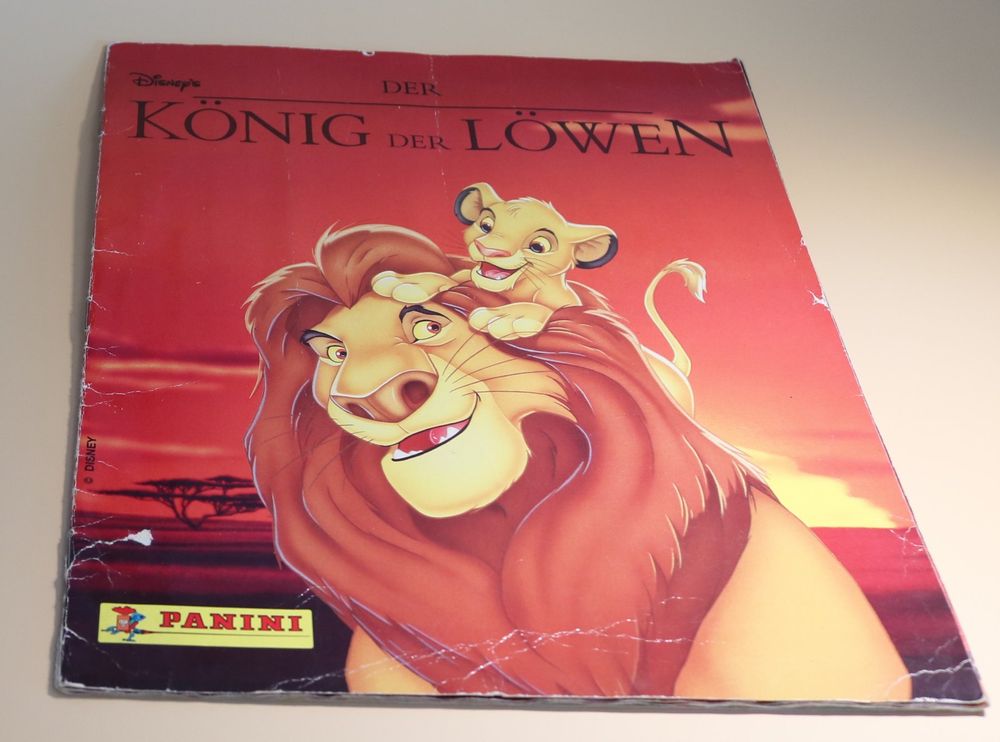 Disney's
DER
KÖNIG DER LÖWEN
© DISNEY
PANINI